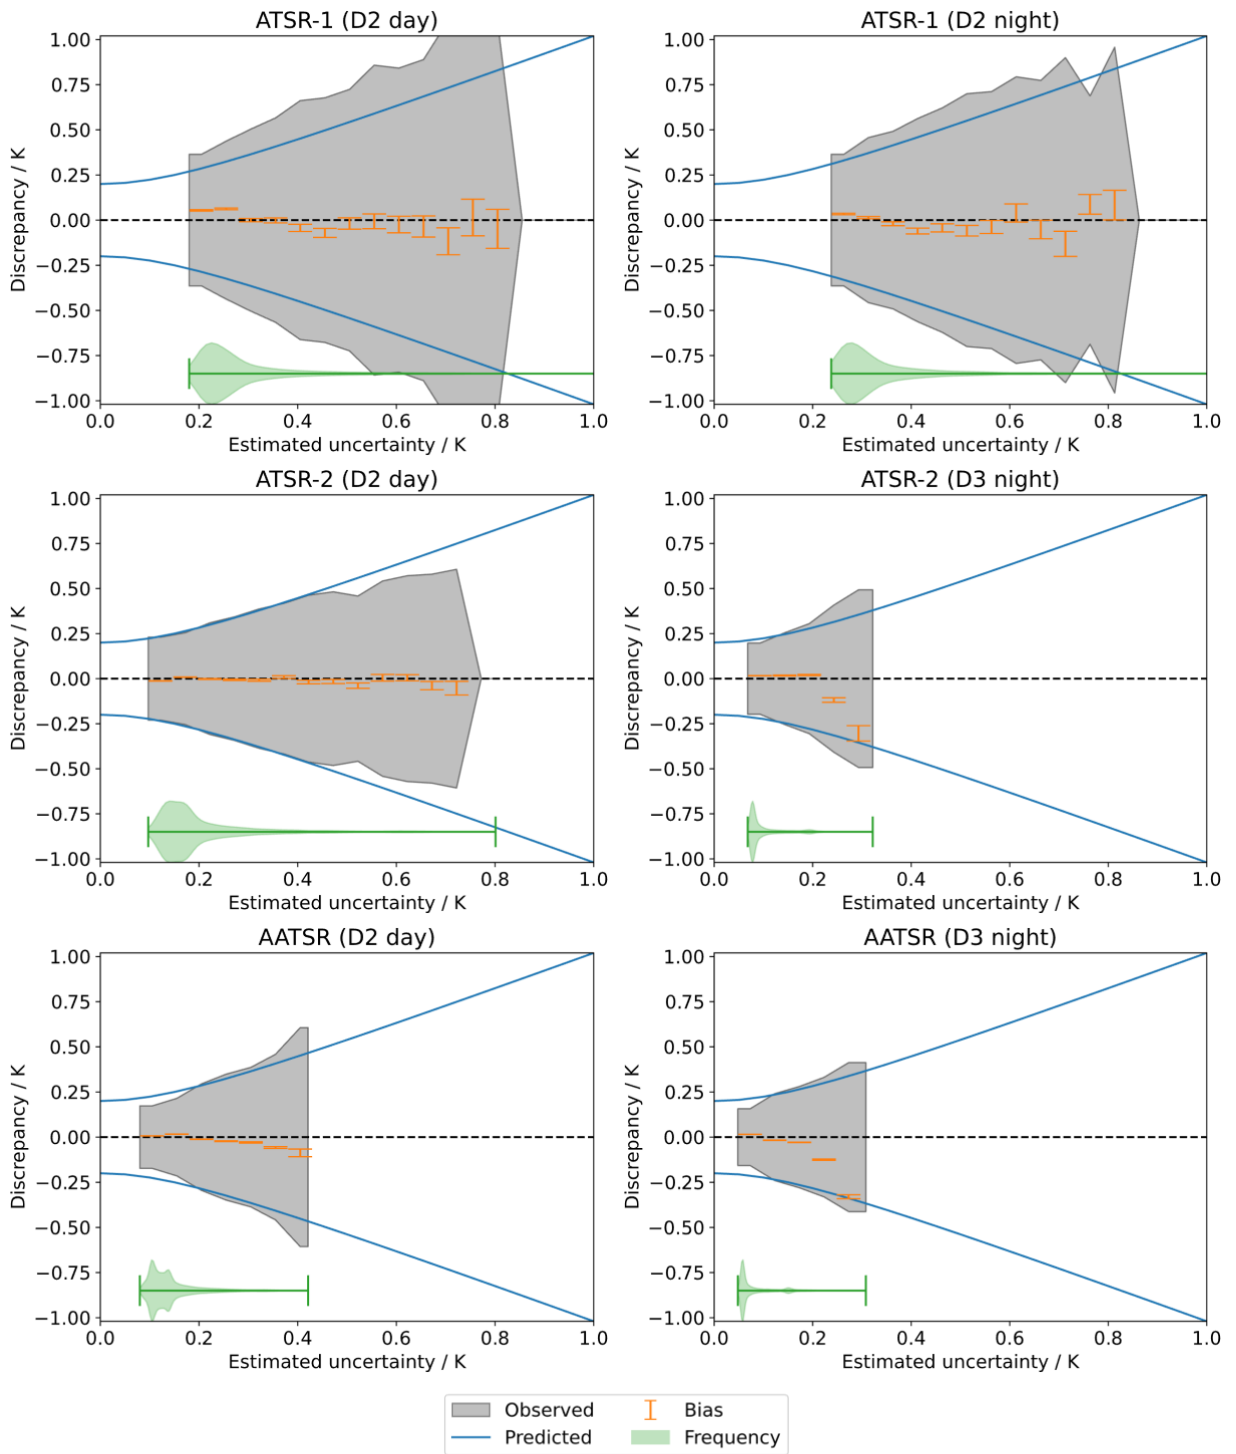 ATSR-1 (D2 day)
1.00
0.75
0.50
0.25
0.00
−0.25
−0.50
−0.75
−1.00
Discrepancy / K
0.0 0.2 0.4 0.6 0.8 1.0
Estimated uncertainty / K
ATSR-1 (D2 night)
1.00
0.75
0.50
0.25
0.00
−0.25
−0.50
−0.75
−1.00
Discrepancy / K
0.0 0.2 0.4 0.6 0.8 1.0
Estimated uncertainty / K
ATSR-2 (D2 day)
1.00
0.75
0.50
0.25
0.00
−0.25
−0.50
−0.75
−1.00
Discrepancy / K
0.0 0.2 0.4 0.6 0.8 1.0
Estimated uncertainty / K
ATSR-2 (D3 night)
1.00
0.75
0.50
0.25
0.00
−0.25
−0.50
−0.75
−1.00
Discrepancy / K
0.0 0.2 0.4 0.6 0.8 1.0
Estimated uncertainty / K
AATSR (D2 day)
1.00
0.75
0.50
0.25
0.00
−0.25
−0.50
−0.75
−1.00
Discrepancy / K
0.0 0.2 0.4 0.6 0.8 1.0
Estimated uncertainty / K
AATSR (D3 night)
1.00
0.75
0.50
0.25
0.00
−0.25
−0.50
−0.75
−1.00
Discrepancy / K
0.0 0.2 0.4 0.6 0.8 1.0
Estimated uncertainty / K
Observed
Predicted
Bias
Frequency